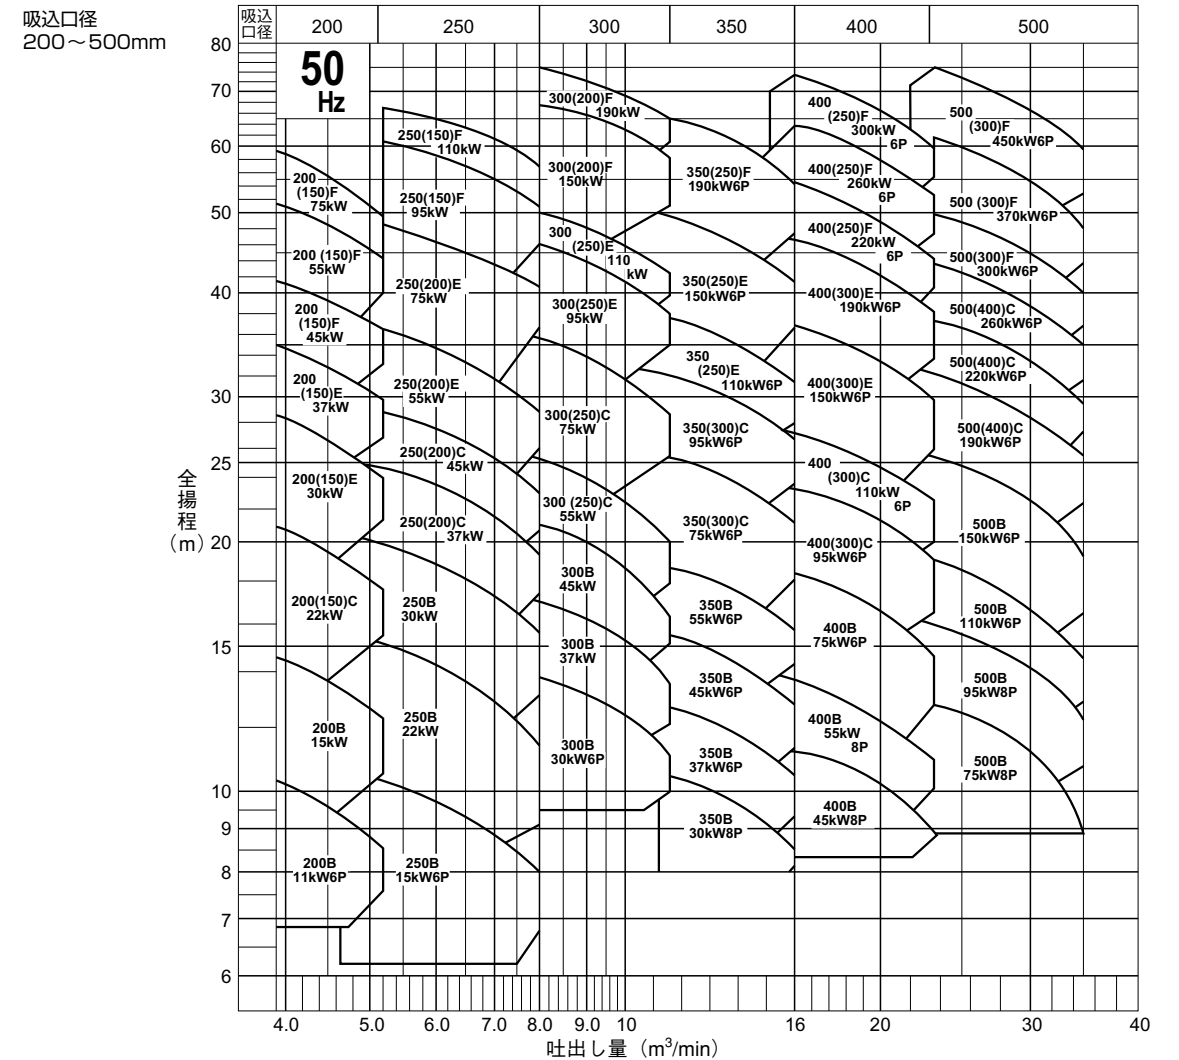 吸込口径
200～500mm
吸込
口径
200
250
300
350
400
500
50
Hz
80
70
60
50
40
30
25
20
15
10
9
8
7
6
全
揚
程
（m）
200
(150)F
75kW
200 (150)F
55kW
200
(150)F
45kW
200
(150)E
37kW
200(150)E
30kW
200(150)C
22kW
200B
15kW
200B
11kW6P
250(150)F
110kW
250(150)F
95kW
250(200)E
75kW
250(200)E
55kW
250(200)C
45kW
250(200)C
37kW
250B
30kW
250B
22kW
250B
15kW6P
300(200)F
190kW
300(200)F
150kW
300
(250)E
110
kW
300(250)E
95kW
300(250)C
75kW
300 (250)C
55kW
300B
45kW
300B
37kW
300B
30kW6P
350(250)F
190kW6P
350(250)E
150kW6P
350
(250)E
110kW6P
350(300)C
95kW6P
350(300)C
75kW6P
350B
55kW6P
350B
45kW6P
350B
37kW6P
350B
30kW8P
400
(250)F
300kW
6P
400(250)F
260kW
6P
400(250)F
220kW
6P
400(300)E
190kW6P
400(300)E
150kW6P
400
(300)C
110kW
6P
400(300)C
95kW6P
400B
75kW6P
400B
55kW
8P
400B
45kW8P
500
(300)F
450kW6P
500 (300)F
370kW6P
500(300)F
300kW6P
500(400)C
260kW6P
500(400)C
220kW6P
500(400)C
190kW6P
500B
150kW6P
500B
110kW6P
500B
95kW8P
500B
75kW8P
4.0
5.0
6.0
7.0
8.0
9.0
10
16
20
30
40
吐出し量（m³/min）